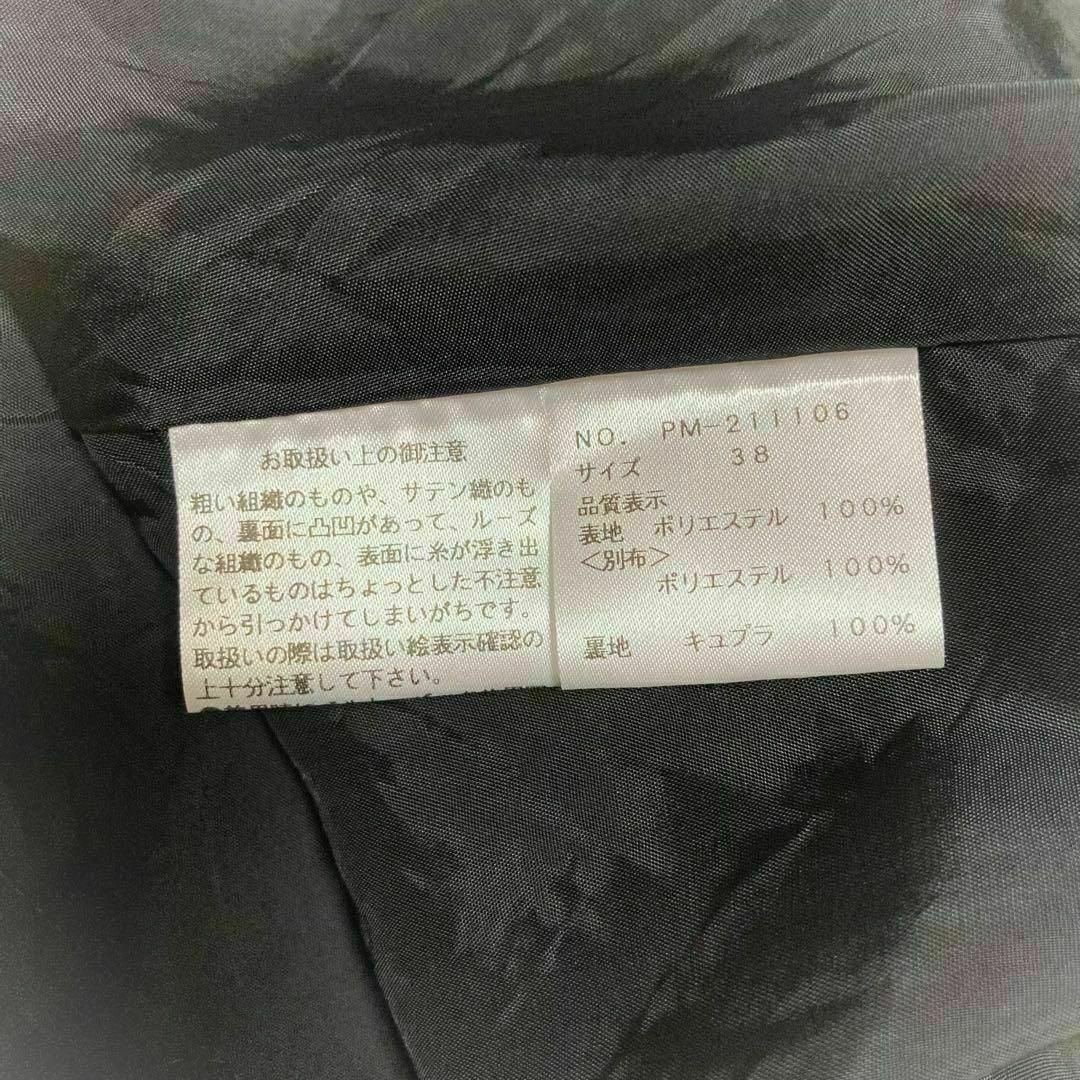 お取扱い上の御注意
粗い組織のものや、サテン織のも
の、裏面に凸凹があって、ルーズ
な組織のもの、表面に糸が浮き出
ているものはちょっとした不注意
から引っかけてしまいがちです。
取扱いの際は取扱い絵表示確認の
上十分注意して下さい。
NO. PM-211106
サイズ 38
品質表示
表地 ポリエステル 100%
<別布>
ポリエステル 100%
裏地 キュプラ 100%